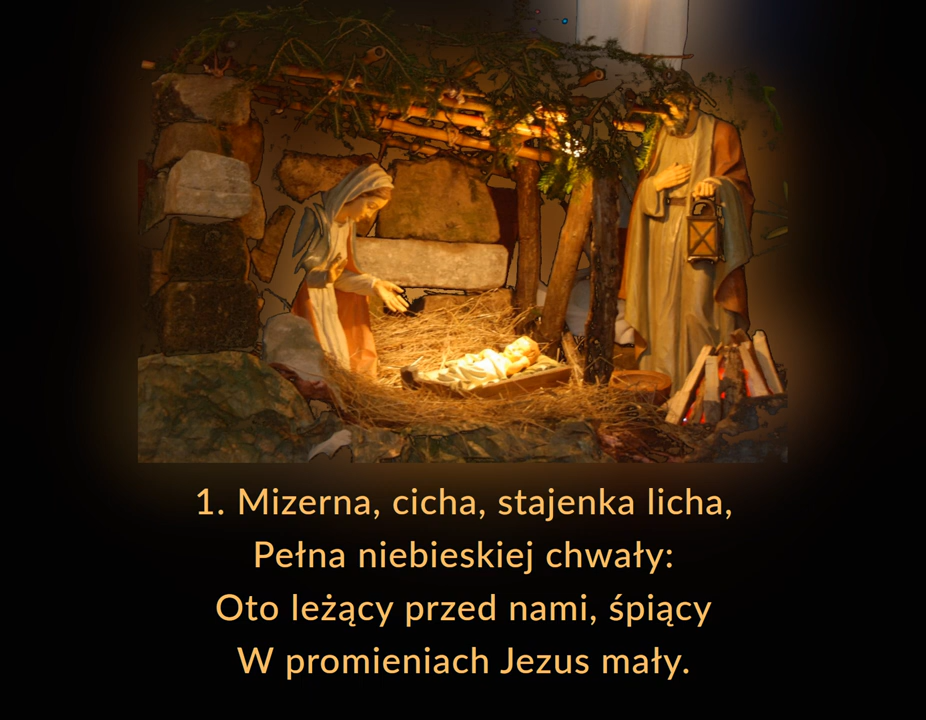 1. Mizerna, cicha, stajenka licha,
Pełna niebieskiej chwały:
Oto leżący przed nami, śpiący
W promieniach Jezus mały.